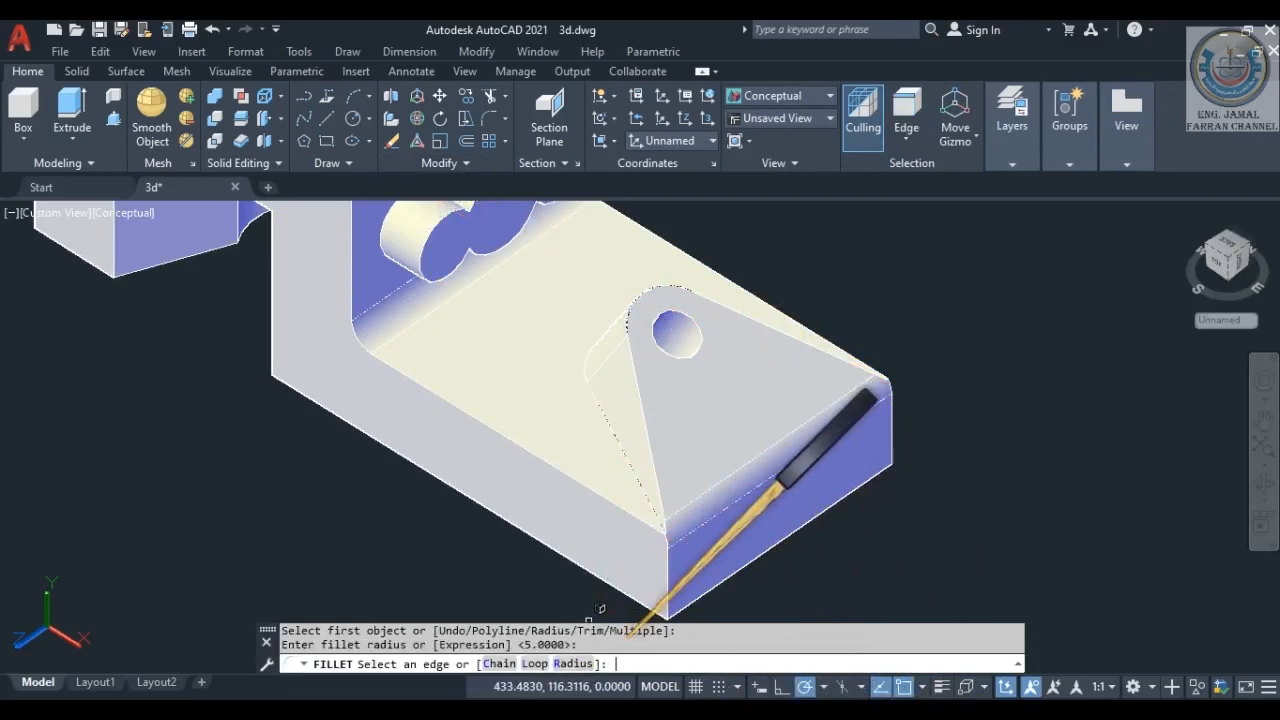 Autodesk AutoCAD 2021 3d.dwg
Type a keyword or phrase
Sign In
File Edit View Insert Format Tools Draw Dimension Modify Window Help Parametric
Home Solid Surface Mesh Visualize Parametric Insert Annotate View Manage Output Collaborate
Box Extrude Smooth Object Section Plane Conceptual Unsaved View Unnamed Culling Edge Move Gizmo Layers Groups View
Modeling Mesh Solid Editing Draw Modify Section Coordinates View Selection
ENG. JAMAL
FARRAN CHANNEL
Start 3d*
[−][Custom View][Conceptual]
W S E
Unnamed
Y
Z X
Select first object or [Undo/Polyline/Radius/Trim/Multiple]:
Enter fillet radius or [Expression] <5.0000>:
FILLET Select an edge or [Chain Loop Radius]:
Model Layout1 Layout2 + 433.4830, 116.3116, 0.0000 MODEL 1:1